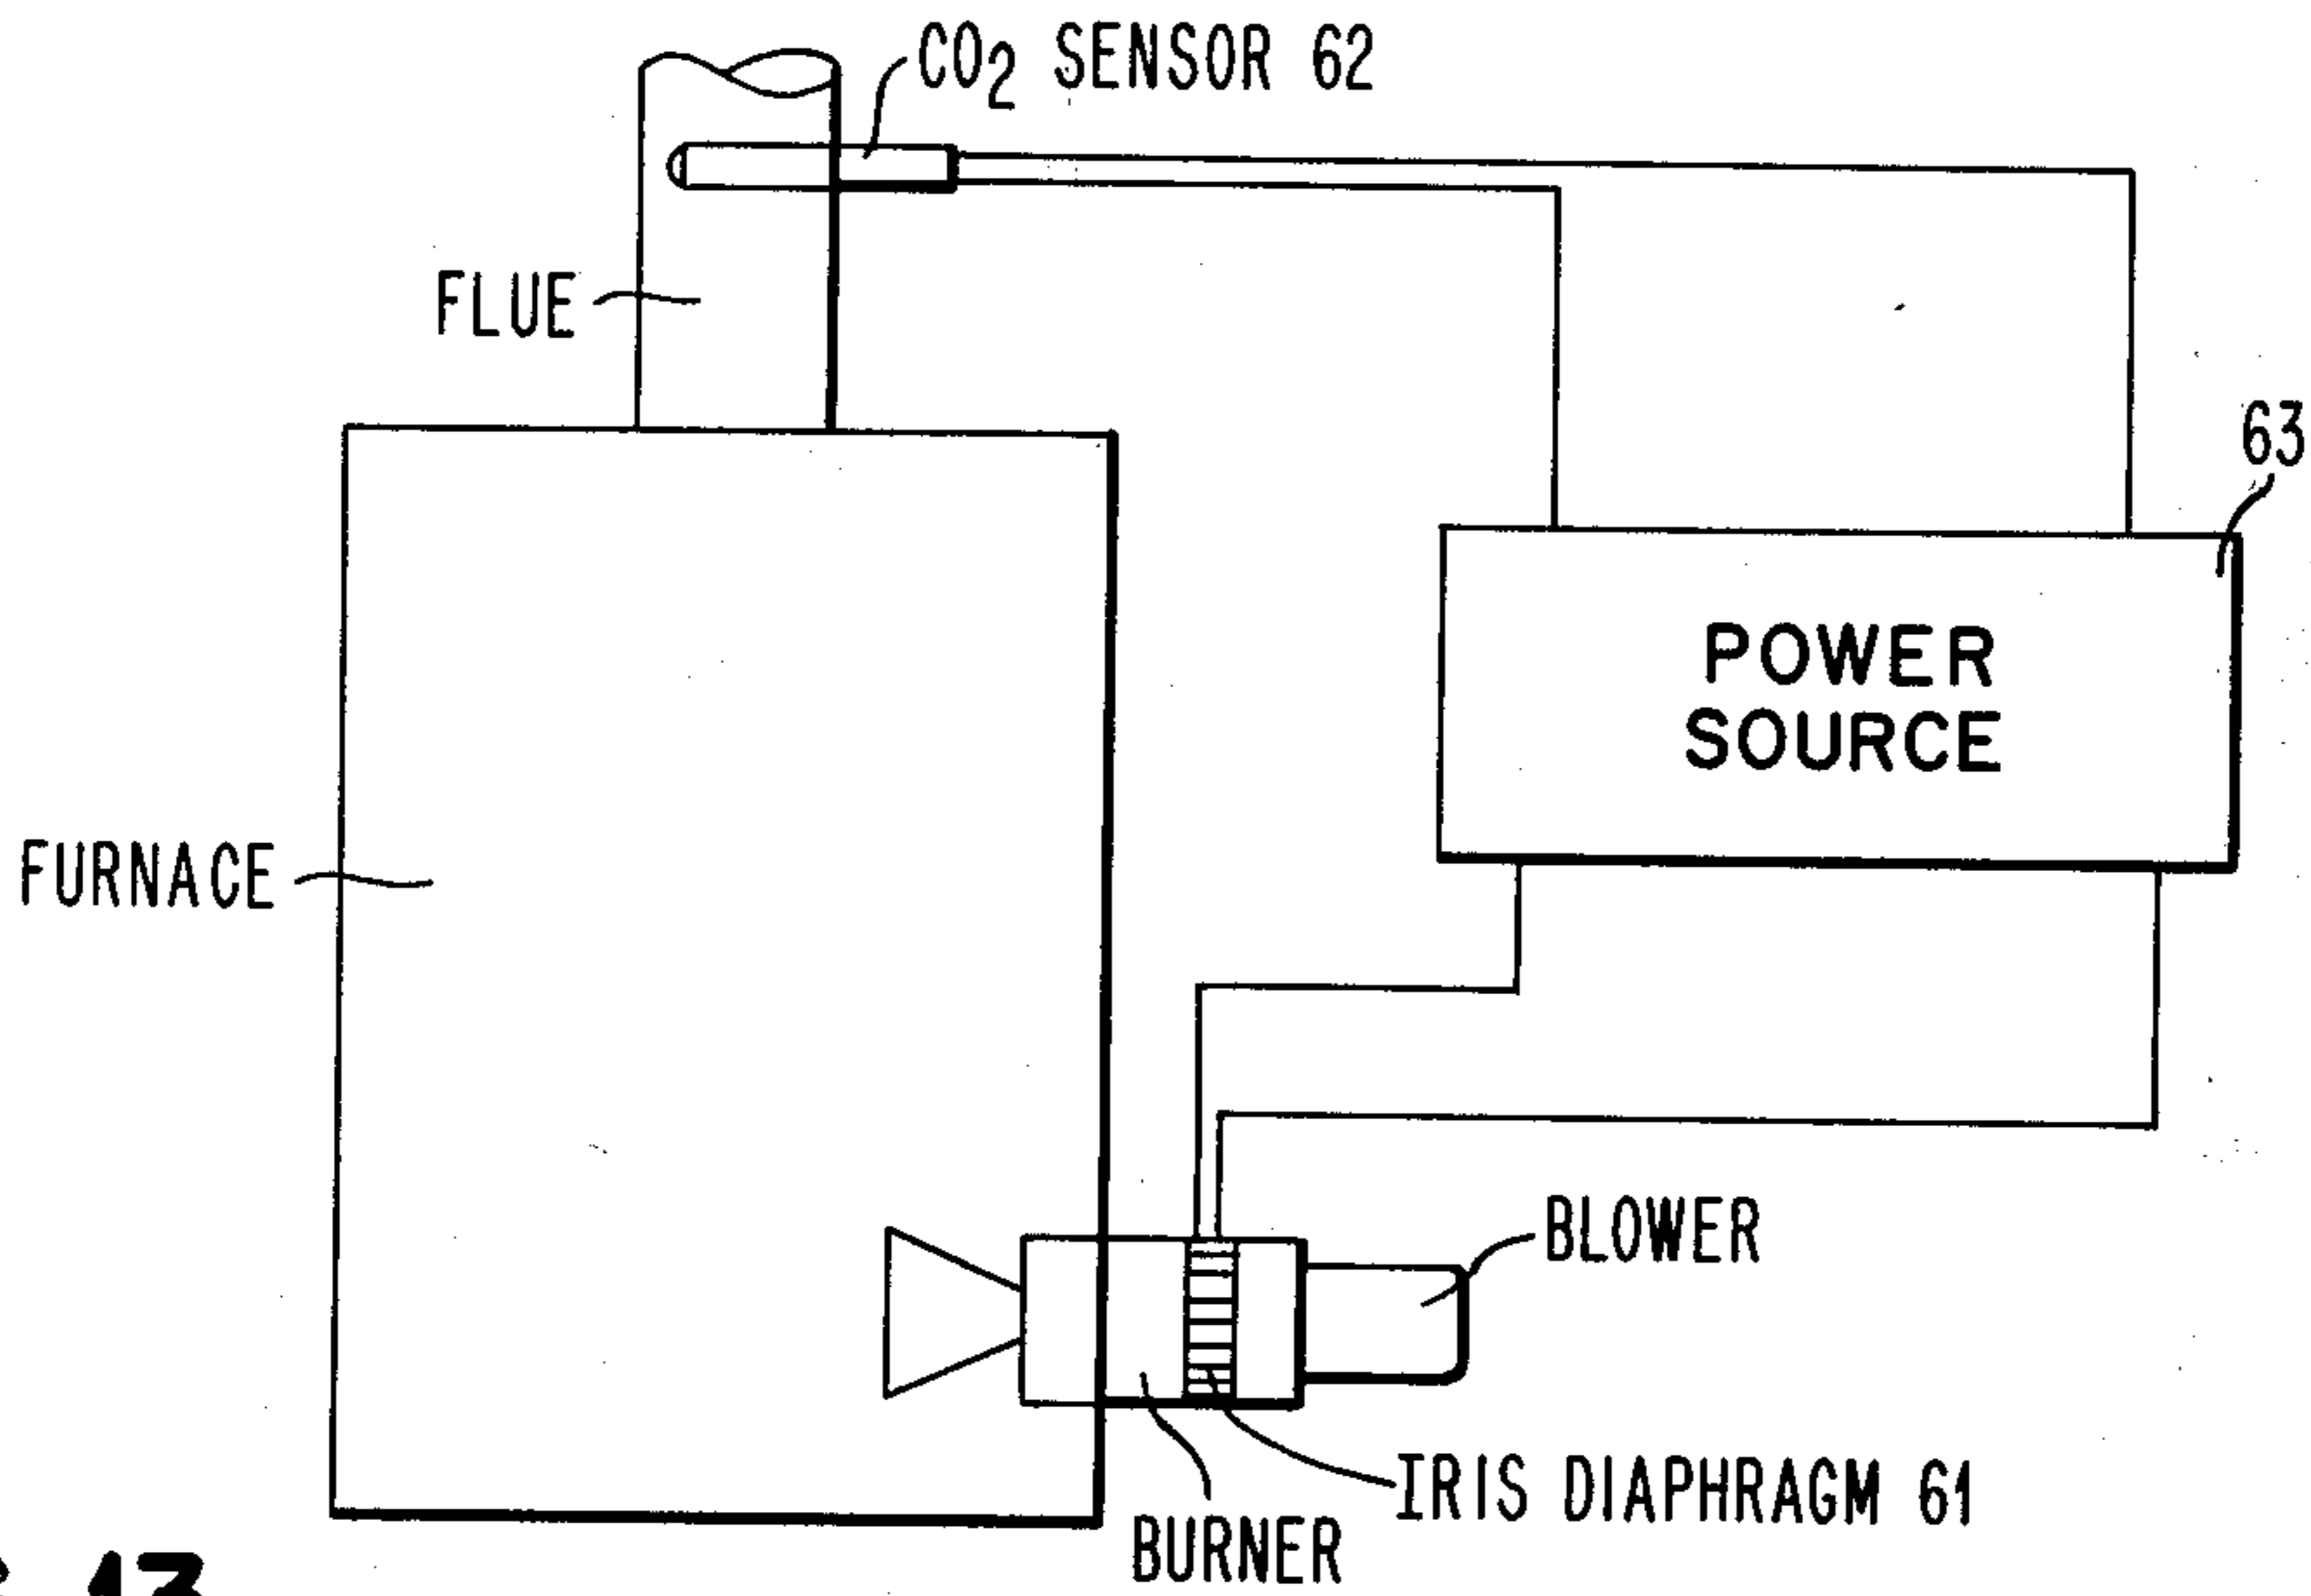 CO2 SENSOR 62
FLUE
63
POWER
SOURCE
FURNACE
BLOWER
IRIS DIAPHRAGM 61
BURNER